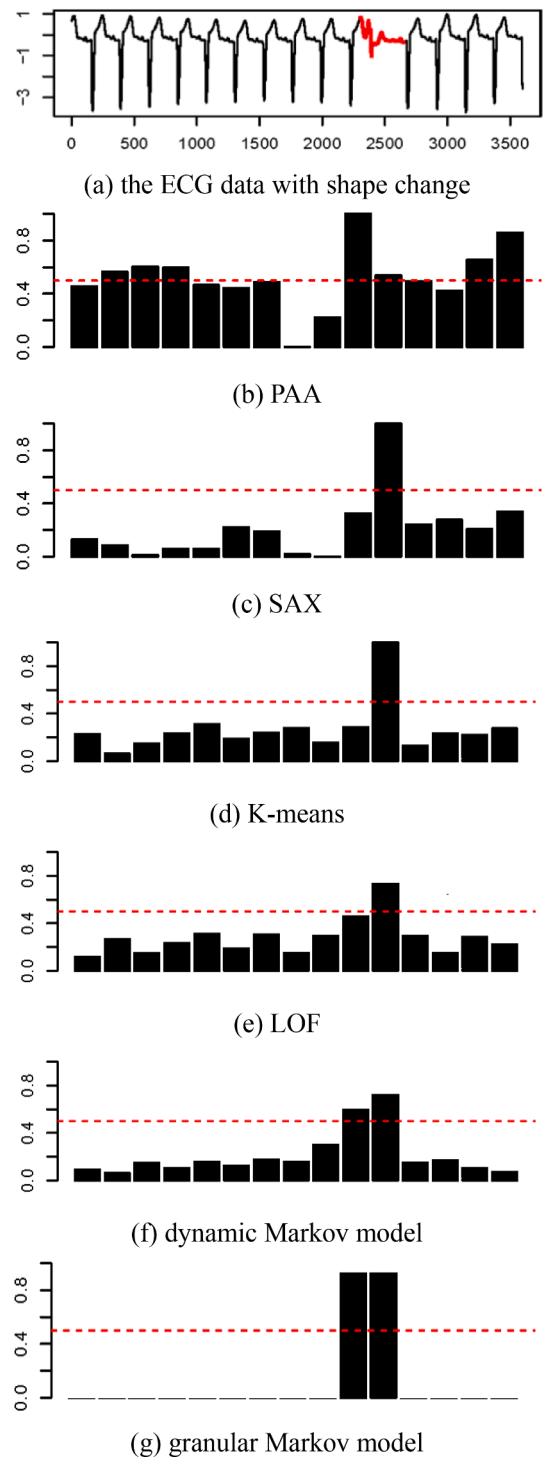 1
−1
−3
0 500 1000 1500 2000 2500 3000 3500
(a) the ECG data with shape change
0.8
0.4
0.0
(b) PAA
0.8
0.4
0.0
(c) SAX
0.8
0.4
0.0
(d) K-means
0.8
0.4
0.0
(e) LOF
0.8
0.4
0.0
(f) dynamic Markov model
0.8
0.4
0.0
(g) granular Markov model